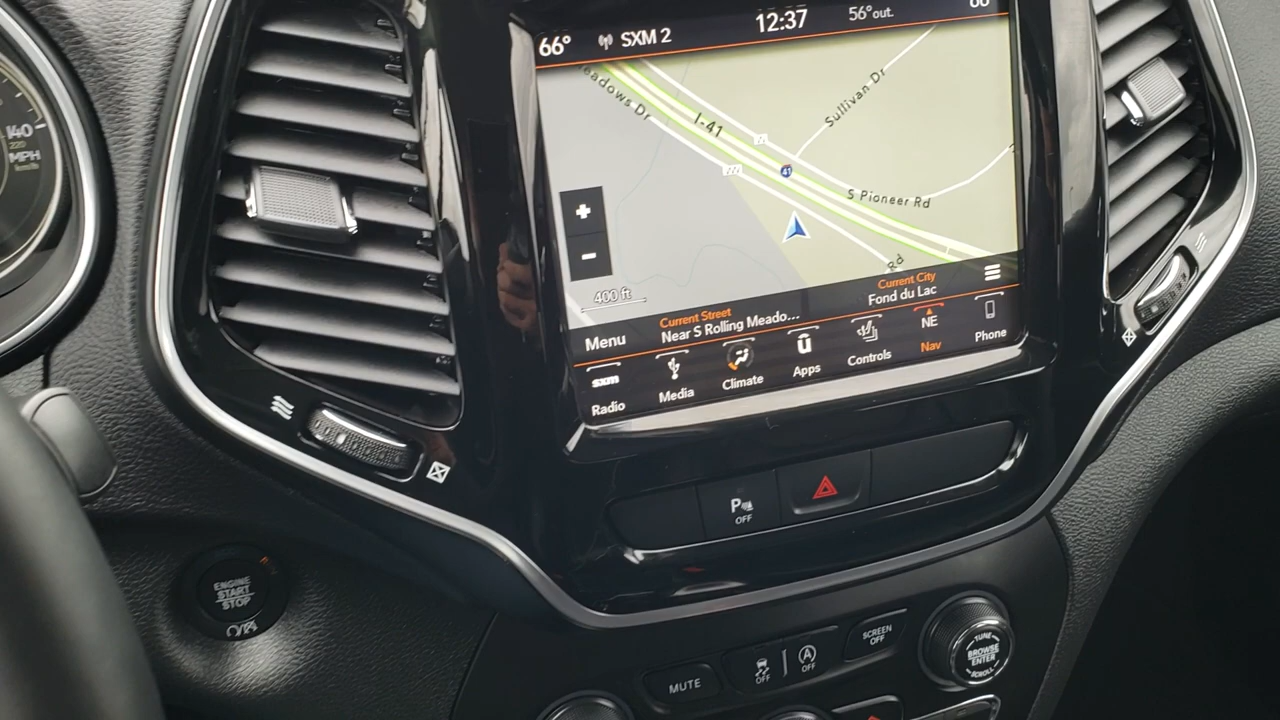 66° SXM 2 12:37 56°out.
eadows Dr
I-41
Sullivan Dr
41
S Pioneer Rd
Rd
+
-
400 ft
Current Street
Near S Rolling Meado...
Current City
Fond du Lac
Menu
sxm
Radio
Media
Climate
Apps
Controls
NE
Nav
Phone
140
220
MPH
km/h
P OFF
ENGINE
START
STOP
MUTE
OFF
A
OFF
SCREEN
OFF
TUNE
BROWSE
ENTER
SCROLL